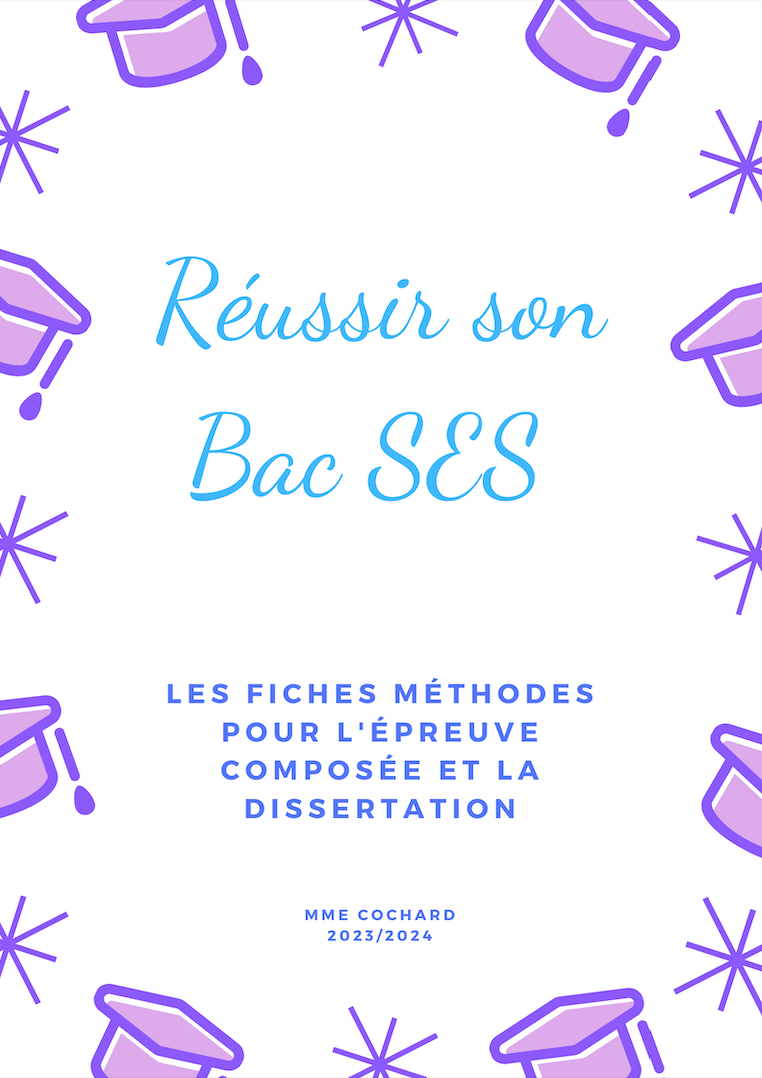 Réussir son
Bac SES
LES FICHES MÉTHODES
POUR L'ÉPREUVE
COMPOSÉE ET LA
DISSERTATION
MME COCHARD
2023/2024